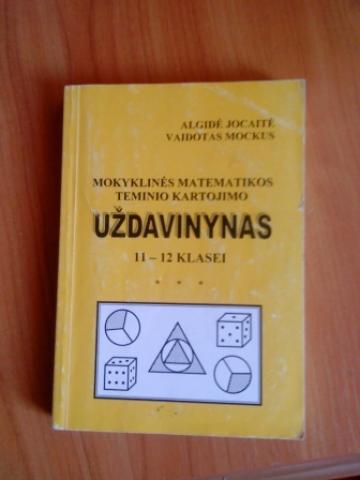 ALGIDĖ JOCAITĖ
VAIDOTAS MOCKUS
MOKYKLINĖS MATEMATIKOS
TEMINIO KARTOJIMO
UŽDAVINYNAS
11 – 12 KLASEI
* * *